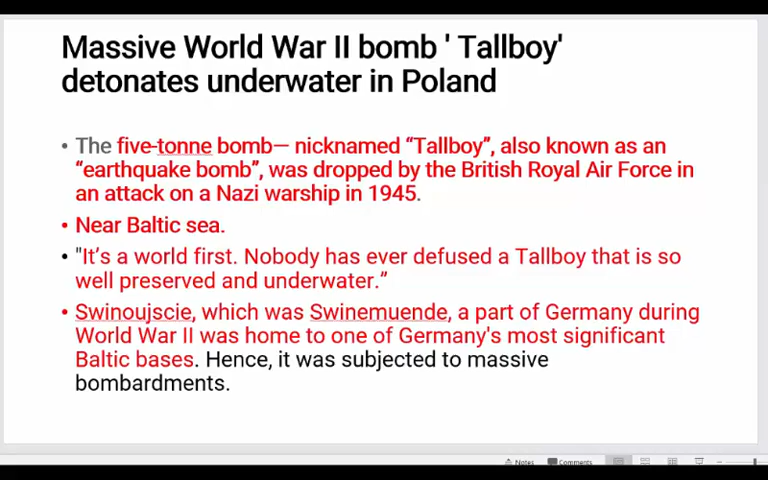 Massive World War II bomb ' Tallboy'
detonates underwater in Poland
• The five-tonne bomb— nicknamed “Tallboy”, also known as an
“earthquake bomb”, was dropped by the British Royal Air Force in
an attack on a Nazi warship in 1945.
• Near Baltic sea.
• "It’s a world first. Nobody has ever defused a Tallboy that is so
well preserved and underwater.”
• Swinoujscie, which was Swinemuende, a part of Germany during
World War II was home to one of Germany's most significant
Baltic bases. Hence, it was subjected to massive
bombardments.
Notes Comments